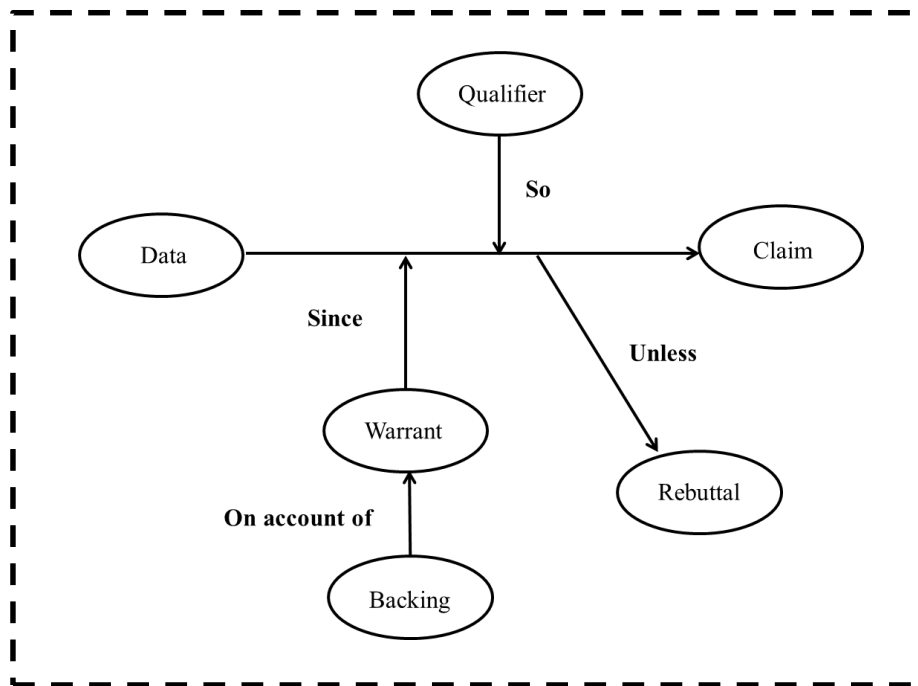 Qualifier
So
Data
Claim
Since
Unless
Warrant
Rebuttal
On account of
Backing